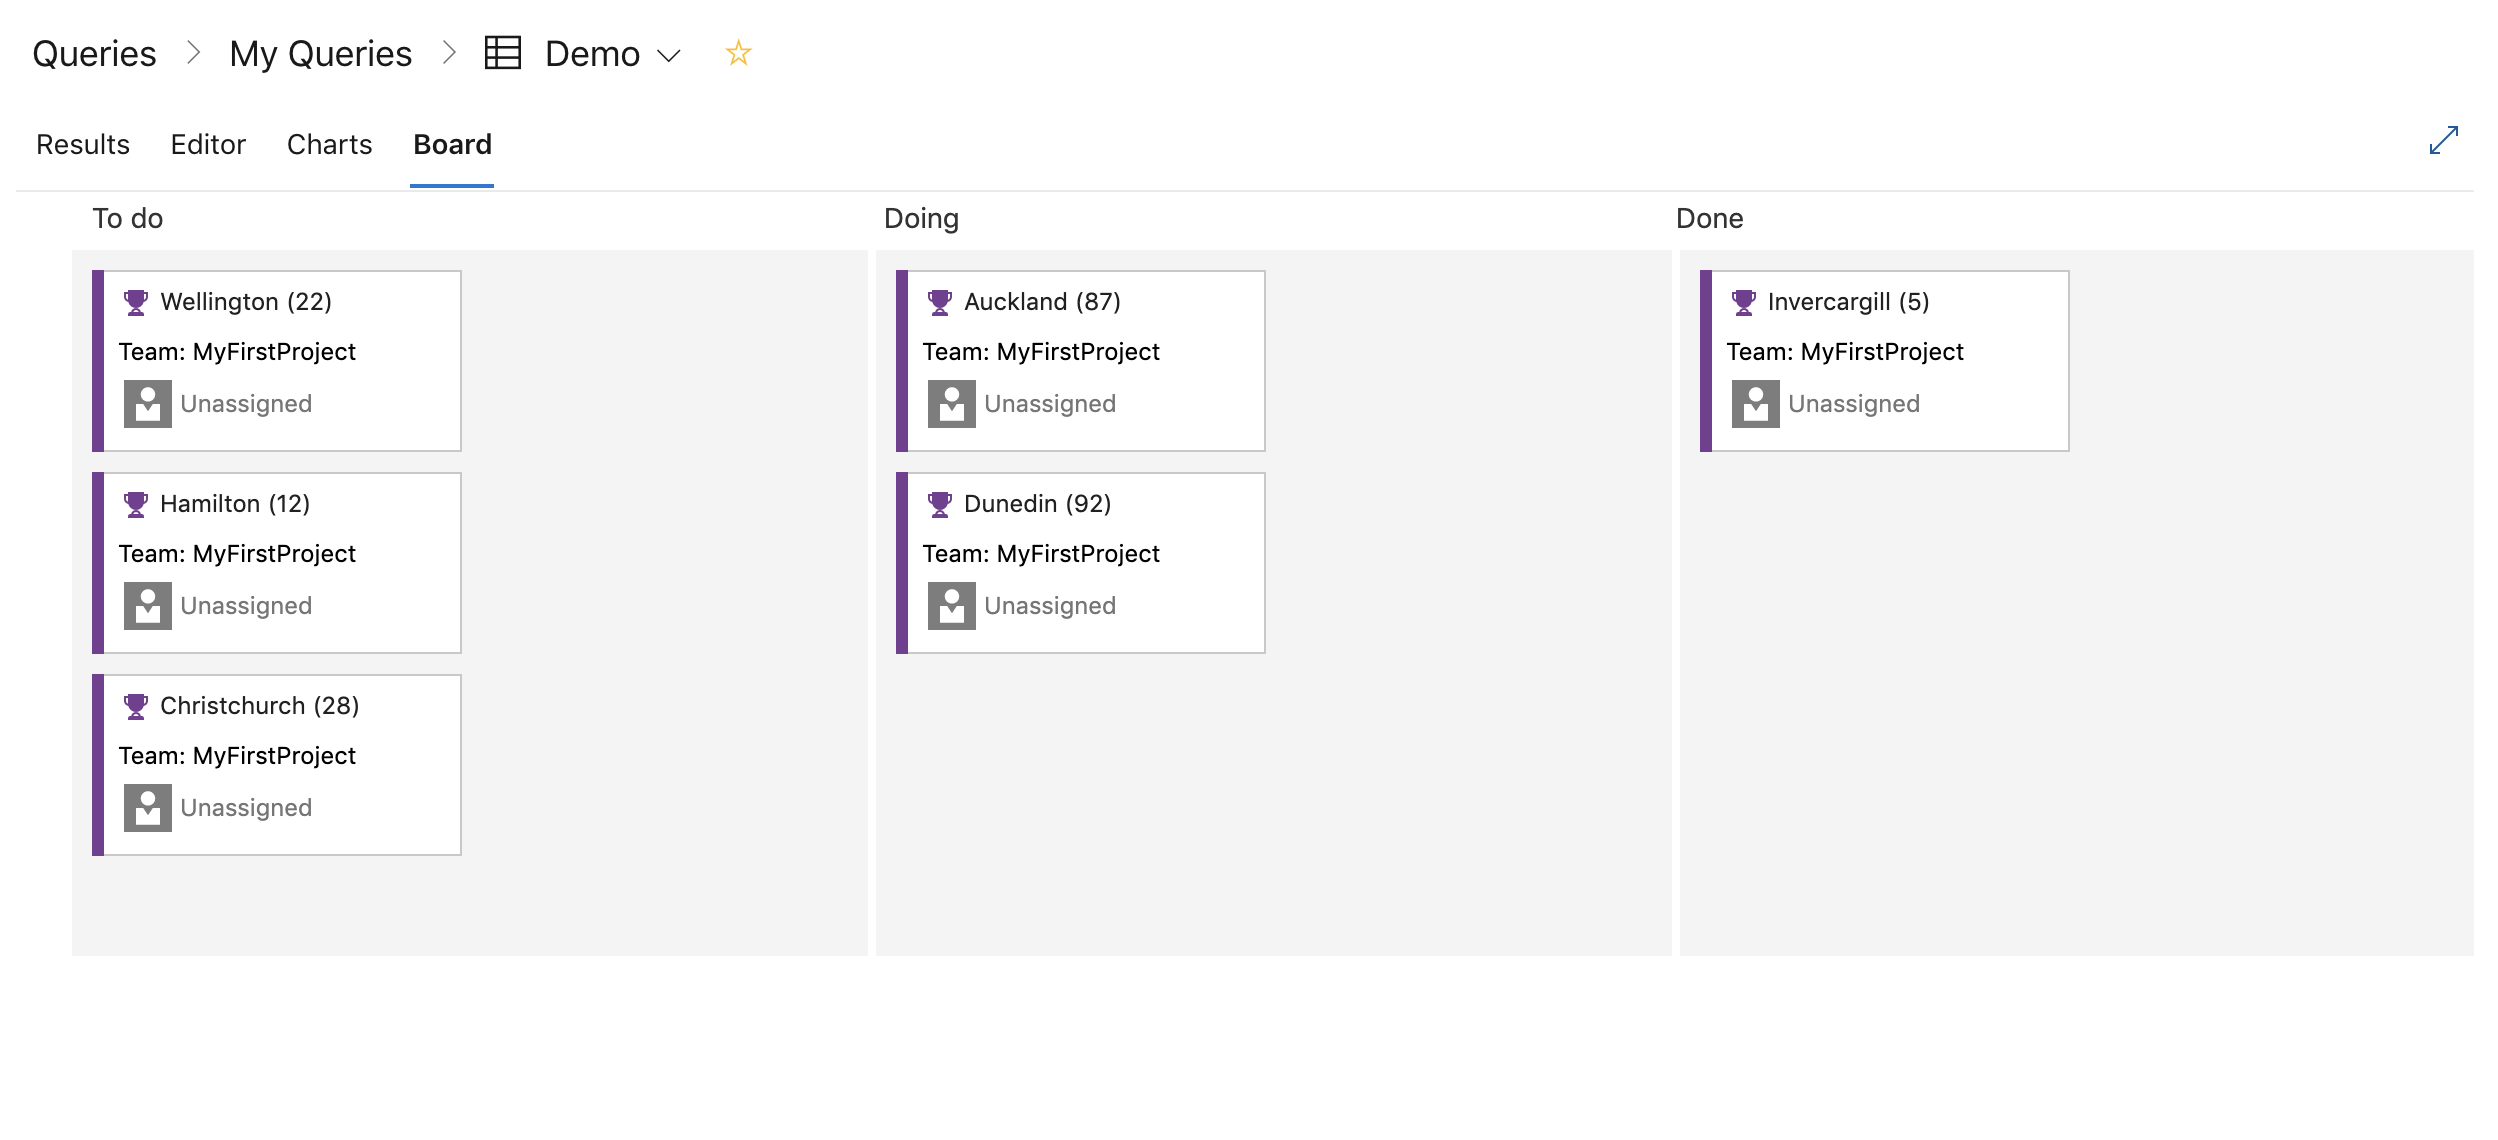 Queries My Queries Demo
Results Editor Charts Board
To do Doing Done
Wellington (22)
Team: MyFirstProject
Unassigned
Hamilton (12)
Team: MyFirstProject
Unassigned
Christchurch (28)
Team: MyFirstProject
Unassigned
Auckland (87)
Team: MyFirstProject
Unassigned
Dunedin (92)
Team: MyFirstProject
Unassigned
Invercargill (5)
Team: MyFirstProject
Unassigned